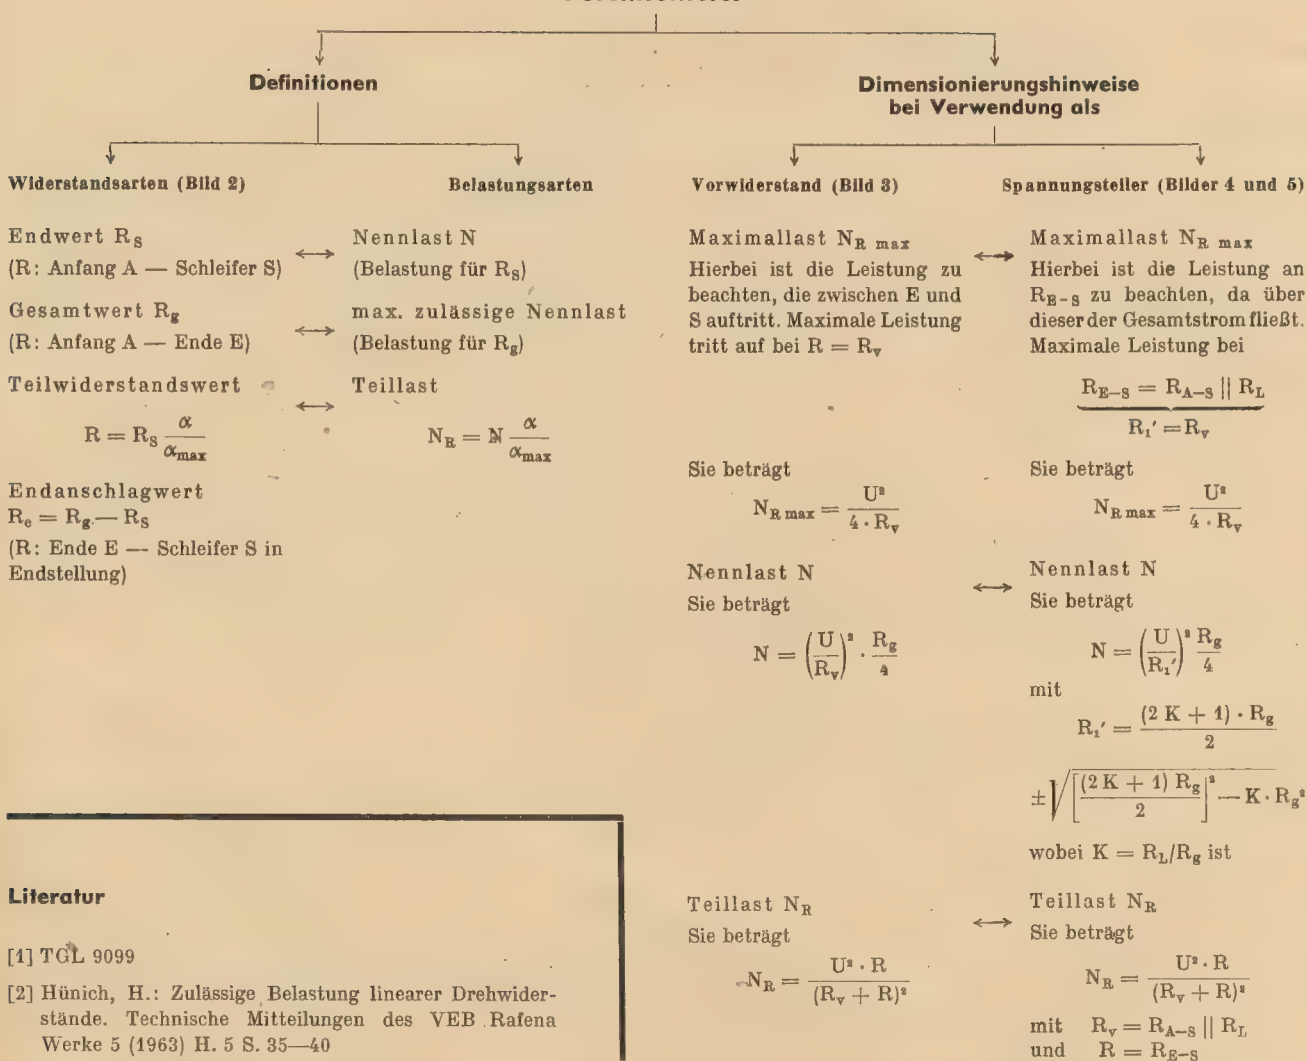 Definitionen
Dimensionierungshinweise
bei Verwendung als
Widerstandsarten (Bild 2)
Belastungsarten
Endwert R_S
(R: Anfang A — Schleifer S)
↔
Nennlast N
(Belastung für R_S)
Gesamtwert R_g
(R: Anfang A — Ende E)
↔
max. zulässige Nennlast
(Belastung für R_g)
Teilwiderstandswert
↔
Teillast
R = R_S α/α_max
N_R = N α/α_max
Endanschlagwert
R_e = R_g — R_S
(R: Ende E — Schleifer S in
Endstellung)
Vorwiderstand (Bild 3)
Maximallast N_R max
Hierbei ist die Leistung zu
beachten, die zwischen E und
S auftritt. Maximale Leistung
tritt auf bei R = R_v
Sie beträgt
N_R max = U²/(4 · R_v)
Nennlast N
Sie beträgt
N = (U/R_v)² · R_g/4
Teillast N_R
Sie beträgt
N_R = U² · R/(R_v + R)²
Spannungsteiler (Bilder 4 und 5)
↔
Maximallast N_R max
Hierbei ist die Leistung an
R_E–S zu beachten, da über
dieser der Gesamtstrom fließt.
Maximale Leistung bei
R_E–S = R_A–S || R_L
R_1' = R_v
Sie beträgt
N_R max = U²/(4 · R_v)
↔
Nennlast N
Sie beträgt
N = (U/R_1')² R_g/4
mit
R_1' = (2 K + 1) · R_g/2
± √([(2 K + 1) R_g/2]² — K · R_g²)
wobei K = R_L/R_g ist
↔
Teillast N_R
Sie beträgt
N_R = U² · R/(R_v + R)²
mit R_v = R_A–S || R_L
und R = R_E–S
Literatur
[1] TGL 9099
[2] Hünich, H.: Zulässige Belastung linearer Drehwider-
stände. Technische Mitteilungen des VEB Rafena
Werke 5 (1963) H. 5 S. 35—40